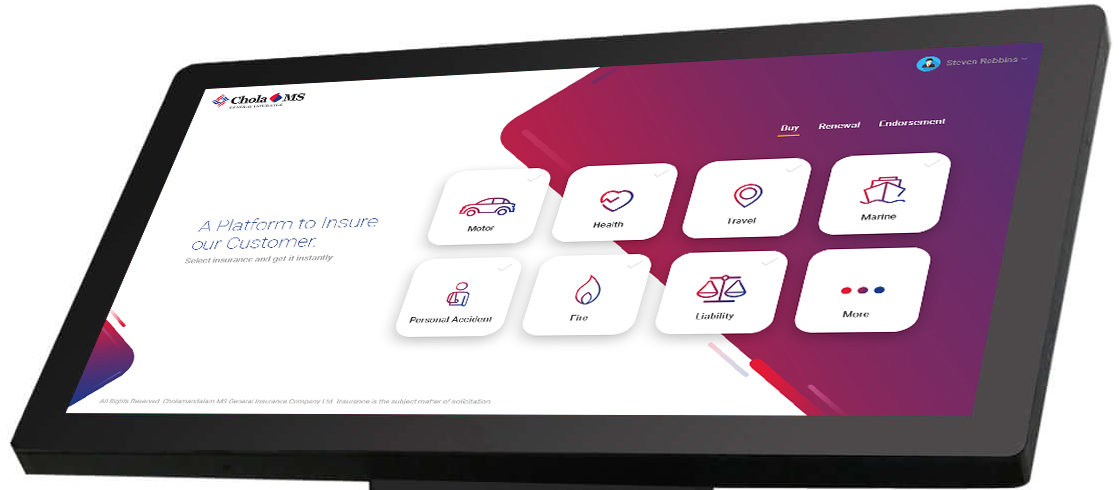 Chola MS
GENERAL INSURANCE
Steven Robbins
Buy Renewal Endorsement
A Platform to Insure
our Customer.
Select insurance and get it instantly
Motor
Health
Travel
Marine
Personal Accident
Fire
Liability
More
All Rights Reserved. Cholamandalam MS General Insurance Company Ltd. Insurance is the subject matter of solicitation